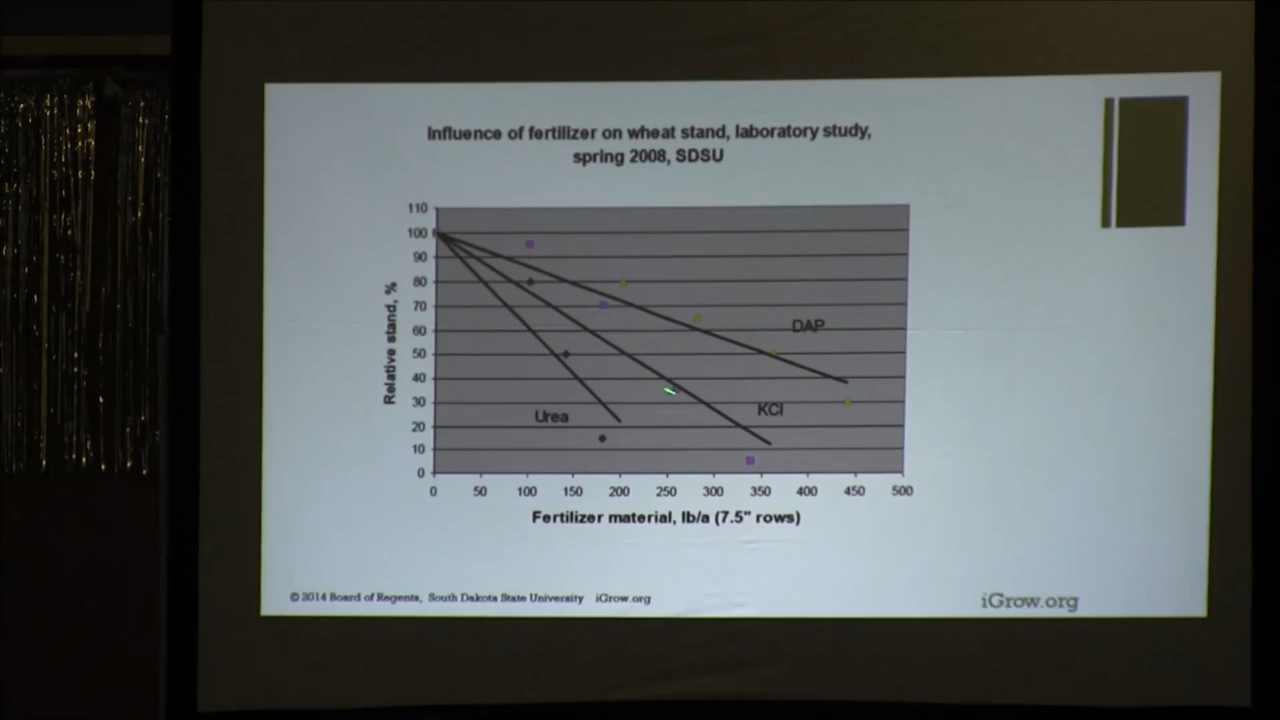 Influence of fertilizer on wheat stand, laboratory study,
spring 2008, SDSU
110
100
90
80
70
60
50
40
30
20
10
0
Relative stand, %
DAP
KCl
Urea
0 50 100 150 200 250 300 350 400 450 500
Fertilizer material, lb/a (7.5" rows)
© 2014 Board of Regents, South Dakota State University iGrow.org
iGrow.org